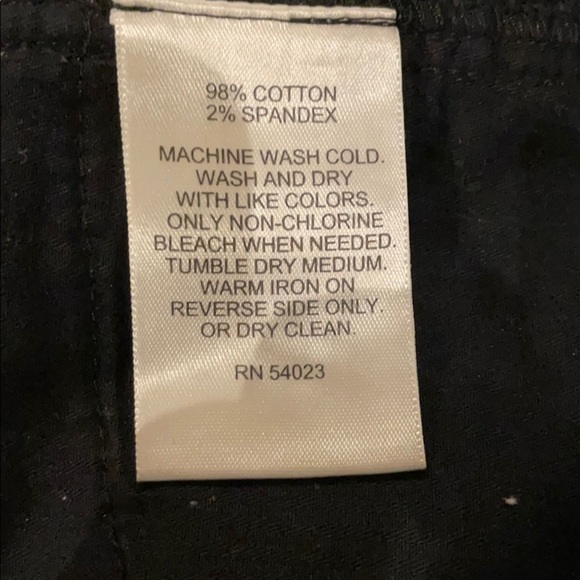 98% COTTON
2% SPANDEX
MACHINE WASH COLD.
WASH AND DRY
WITH LIKE COLORS.
ONLY NON-CHLORINE
BLEACH WHEN NEEDED.
TUMBLE DRY MEDIUM.
WARM IRON ON
REVERSE SIDE ONLY.
OR DRY CLEAN.
RN 54023